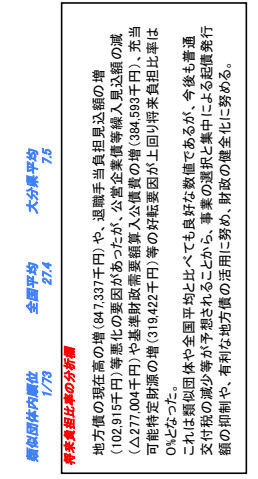 類似団体内順位 全国平均 大分県平均
1/73 27.4 7.5
将来負担比率の分析欄
地方債の現在高の増(647,337千円)や、退職手当負担見込額の増
(102,915千円)等悪化の要因があったが、公営企業債等繰入見込額の減
(△277,004千円)や基準財政需要額算入公債費の増(384,593千円)、充当
可能特定財源の増(319,422千円)等の好転要因が上回り将来負担比率は
0%となった。
これは類似団体や全国平均と比べても良好な数値であるが、今後も普通
交付税の減少等が予想されることから、事業の選択と集中による起債発行
額の抑制や、有利な地方債の活用に努め、財政の健全化に努める。